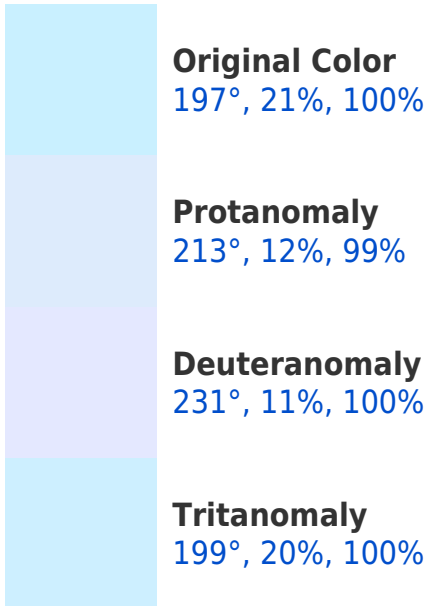 Original Color
197°, 21%, 100%
Protanomaly
213°, 12%, 99%
Deuteranomaly
231°, 11%, 100%
Tritanomaly
199°, 20%, 100%